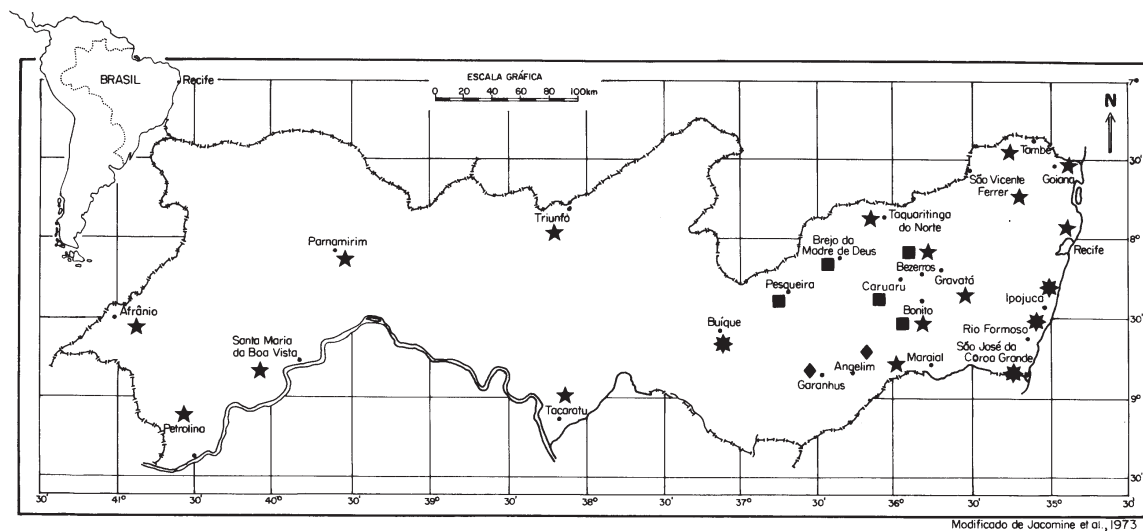 BRASIL
Recife
ESCALA GRÁFICA
0 20 40 60 80 100km
7°
N
30'
També
São Vicente
Ferrer
Goiana
Triunfo
Taquaritinga
do Norte
8°
Parnamirim
Brejo da
Madre de Deus
Recife
Bezerros
Gravatá
Pesqueira
Caruaru
Ipojuca
Afrânio
Bonito
30'
Buíque
Rio Formoso
Santa Maria
da Boa Vista
São José da
Coroa Grande
Maraial
Angelim
Garanhus
9°
Tacaratu
Petrolina
30'
30' 41° 30' 40° 30' 39° 30' 38° 30' 37° 30' 36° 30' 35° 30'
Modificado de Jacomine et al., 1973